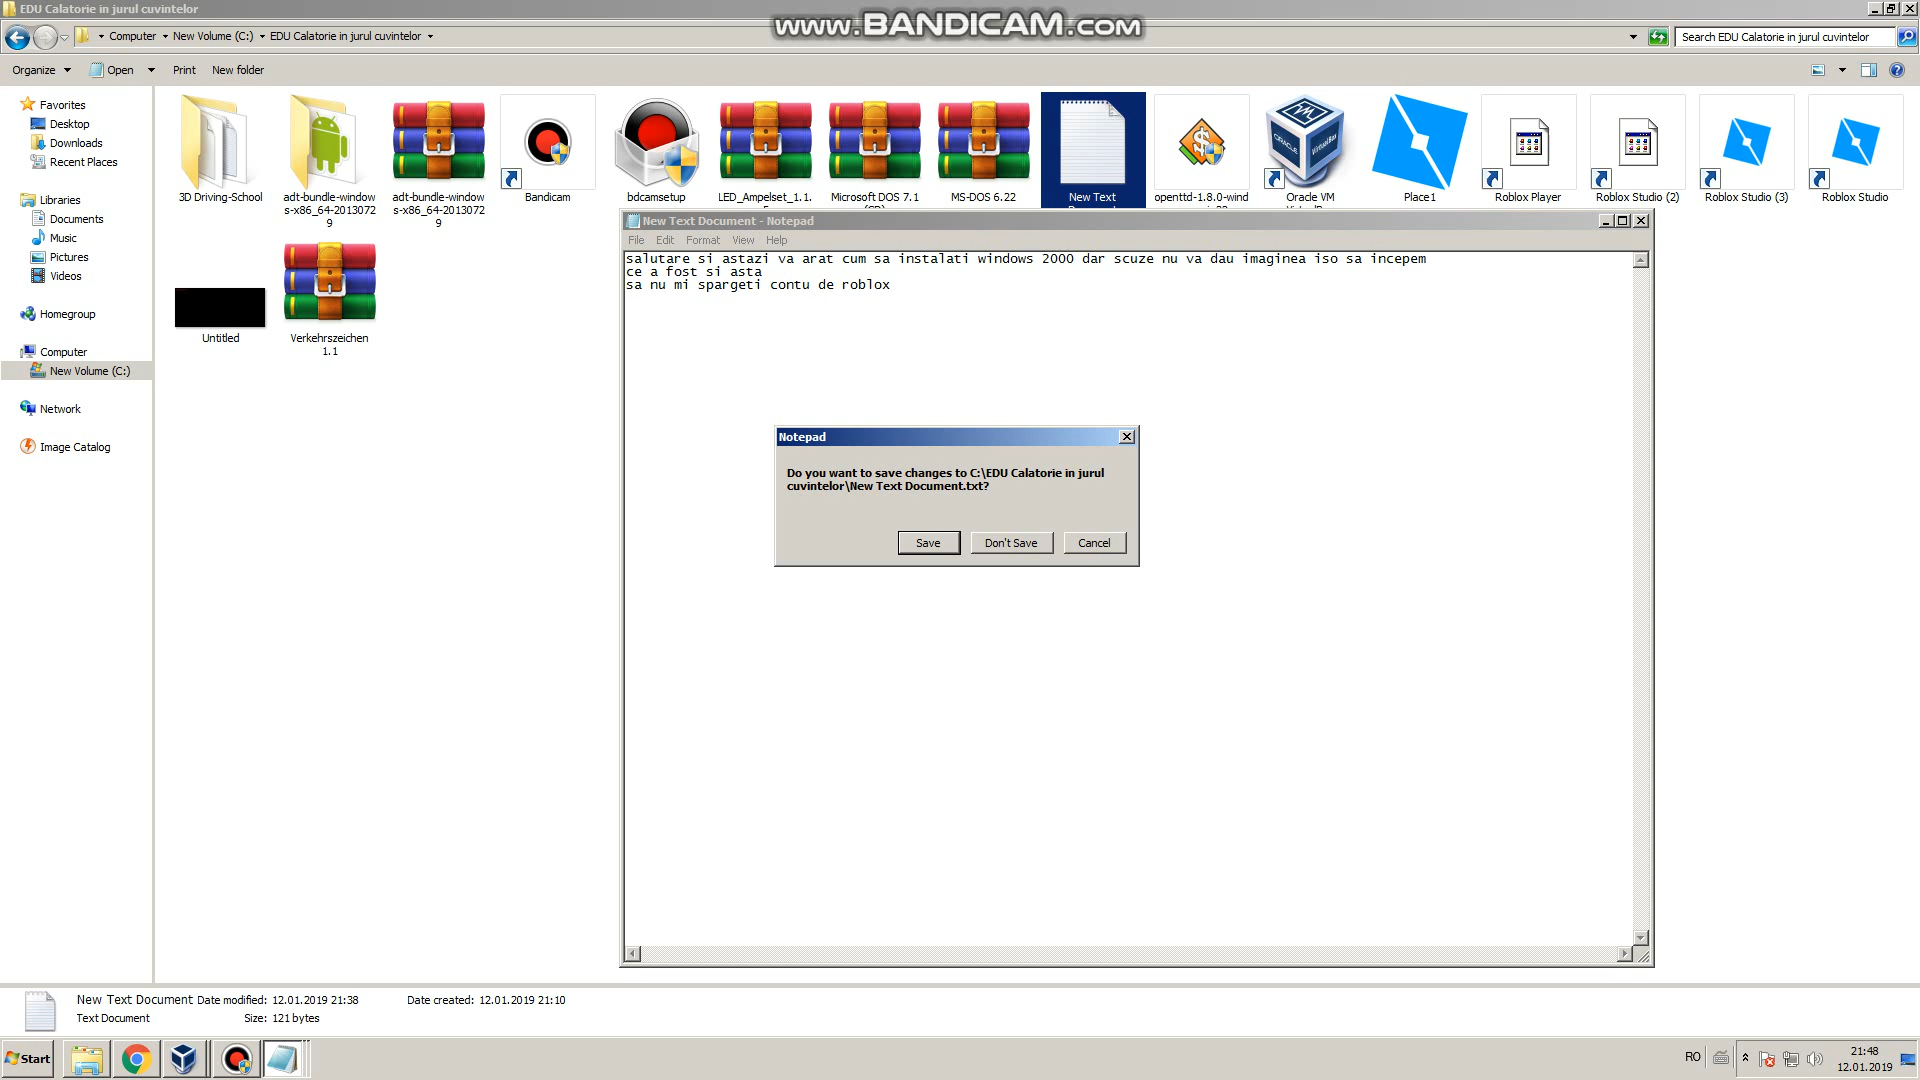 EDU Calatorie in jurul cuvintelor
www.BANDICAM.com
Computer New Volume (C:) EDU Calatorie in jurul cuvintelor
Search EDU Calatorie in jurul cuvintelor
Organize Open Print New folder
Favorites
Desktop
Downloads
Recent Places
Libraries
Documents
Music
Pictures
Videos
Homegroup
Computer
New Volume (C:)
Network
Image Catalog
3D Driving-School
adt-bundle-window
s-x86_64-2013072
9
adt-bundle-window
s-x86_64-2013072
9
Bandicam
bdcamsetup
LED_Ampelset_1.1.
Microsoft DOS 7.1
MS-DOS 6.22
New Text
openttd-1.8.0-wind
Oracle VM
Place1
Roblox Player
Roblox Studio (2)
Roblox Studio (3)
Roblox Studio
Untitled
Verkehrszeichen
1.1
New Text Document - Notepad
File Edit Format View Help
salutare si astazi va arat cum sa instalati windows 2000 dar scuze nu va dau imaginea iso sa incepem
ce a fost si asta
sa nu mi spargeti contu de roblox
Notepad
Do you want to save changes to C:\EDU Calatorie in jurul
cuvintelor\New Text Document.txt?
Save Don't Save Cancel
New Text Document Date modified: 12.01.2019 21:38 Date created: 12.01.2019 21:10
Text Document Size: 121 bytes
Start
RO
21:48
12.01.2019